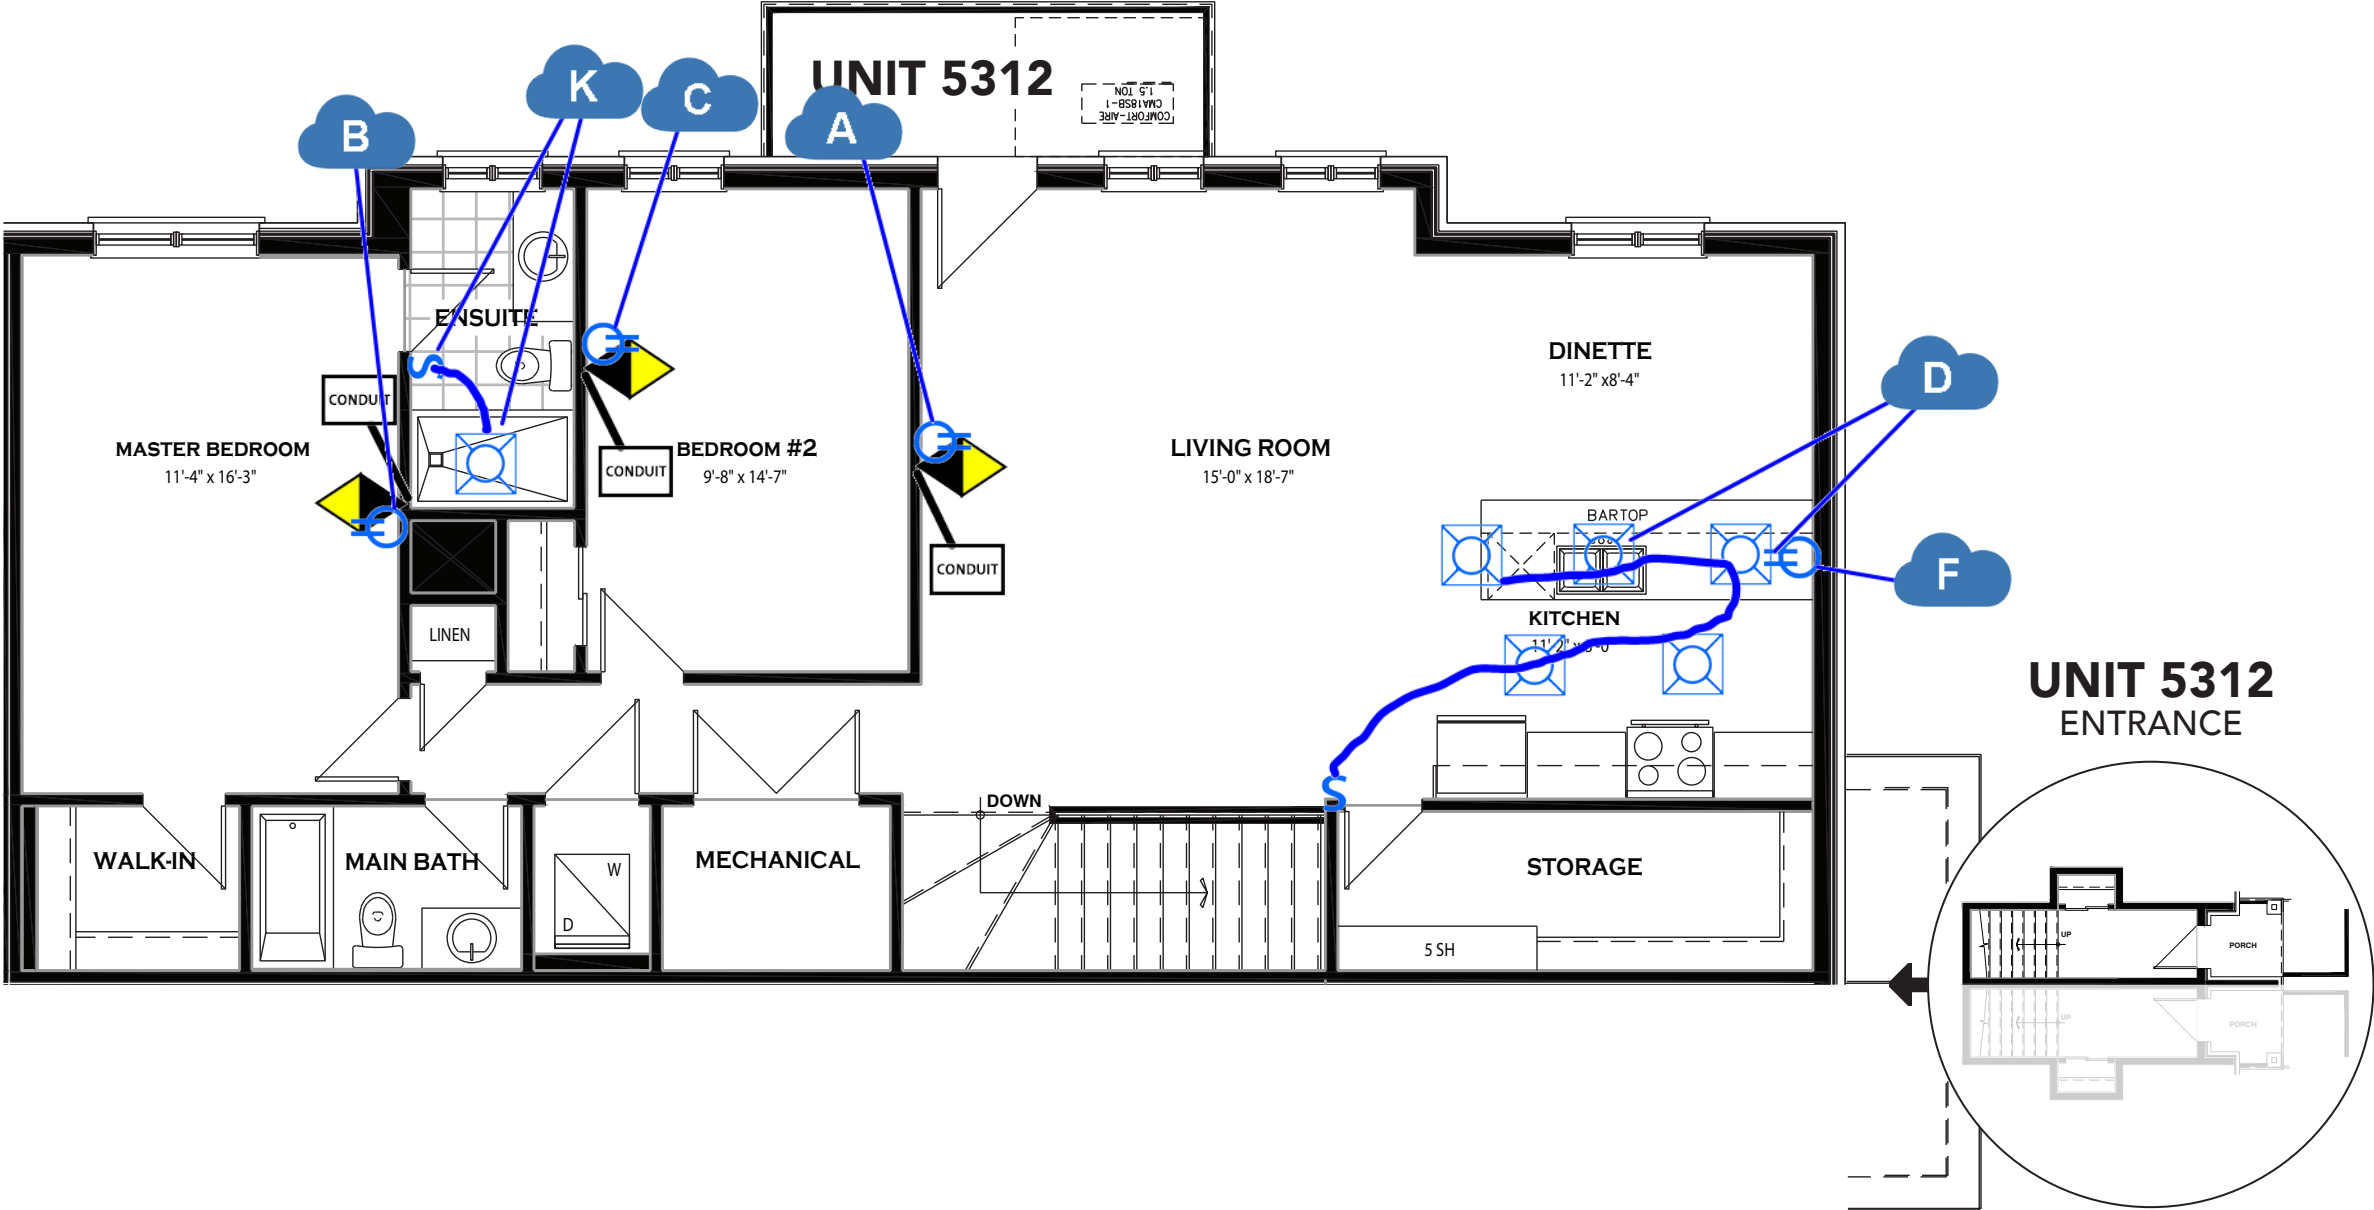 UNIT 5312
1.5 TON
CMA18SB-1
COMFORT-AIRE
K
C
B
A
ENSUITE
DINETTE
11'-2" x8'-4"
D
CONDUIT
MASTER BEDROOM
11'-4" x 16'-3"
BEDROOM #2
9'-8" x 14'-7"
CONDUIT
LIVING ROOM
15'-0" x 18'-7"
BARTOP
CONDUIT
F
S
KITCHEN
LINEN
UNIT 5312
ENTRANCE
S
DOWN
WALK-IN
MAIN BATH
W
D
MECHANICAL
STORAGE
5 SH
UP
PORCH
UP
PORCH